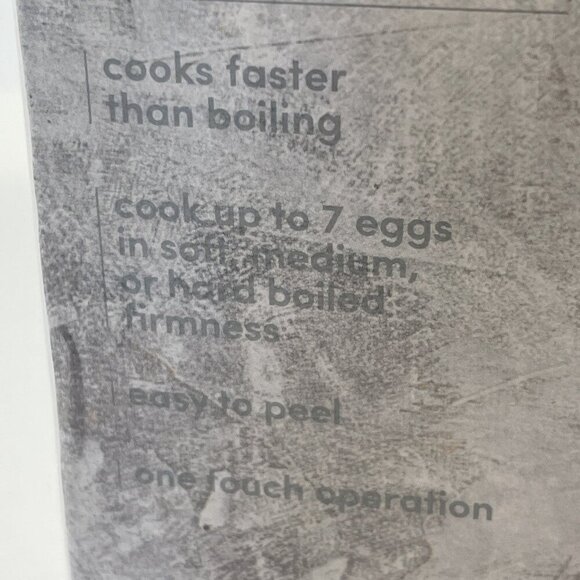 cooks faster
than boiling
cook up to 7 eggs
in soft, medium,
or hard boiled
firmness
easy to peel
one touch operation